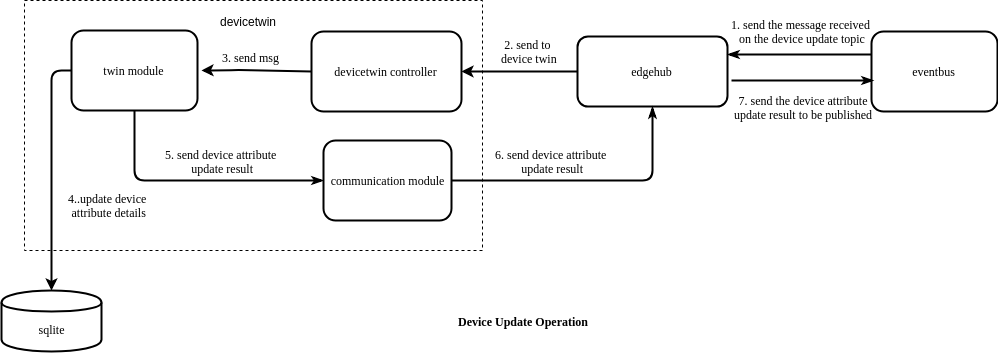 devicetwin
1. send the message received
on the device update topic
2. send to
device twin
3. send msg
twin module
devicetwin controller
edgehub
eventbus
7. send the device attribute
update result to be published
5. send device attribute
update result
6. send device attribute
update result
communication module
4..update device
attribute details
sqlite
Device Update Operation